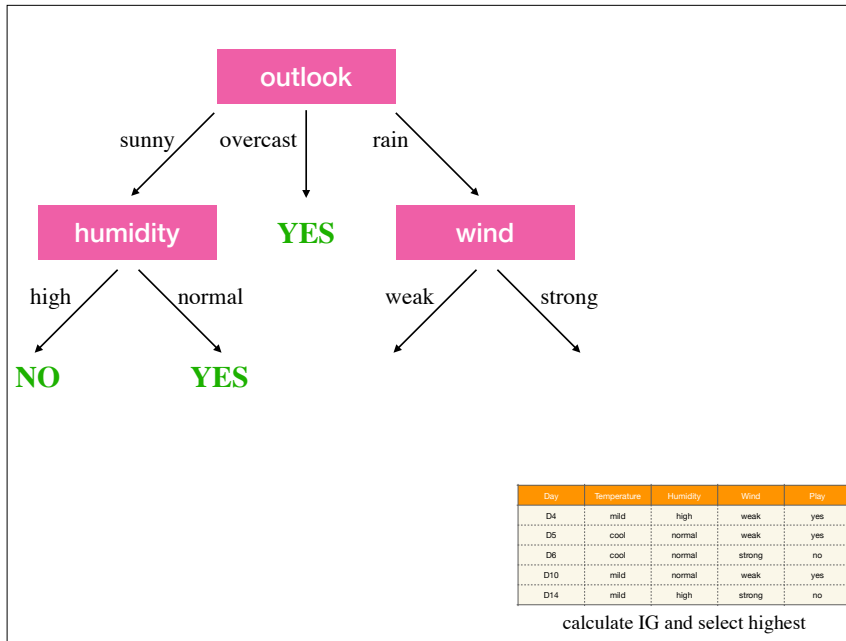 outlook
sunny overcast rain
humidity YES wind
high normal weak strong
NO YES
Day Temperature Humidity Wind Play
D4 mild high weak yes
D5 cool normal weak yes
D6 cool normal strong no
D10 mild normal weak yes
D14 mild high strong no
calculate IG and select highest